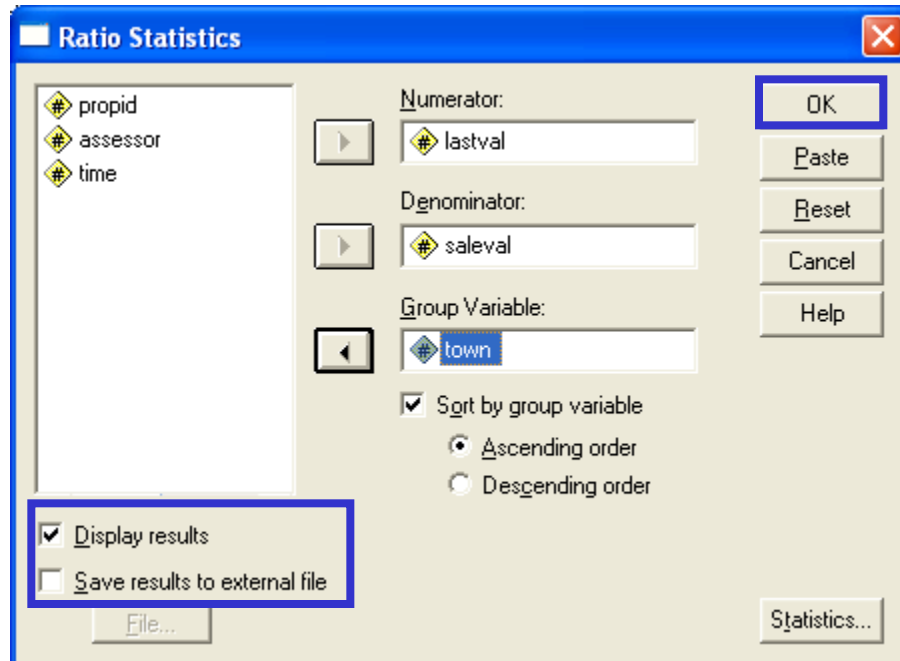 Ratio Statistics
propid
assessor
time
Numerator:
lastval
Denominator:
saleval
Group Variable:
town
Sort by group variable
Ascending order
Descending order
Display results
Save results to external file
File...
OK
Paste
Reset
Cancel
Help
Statistics...